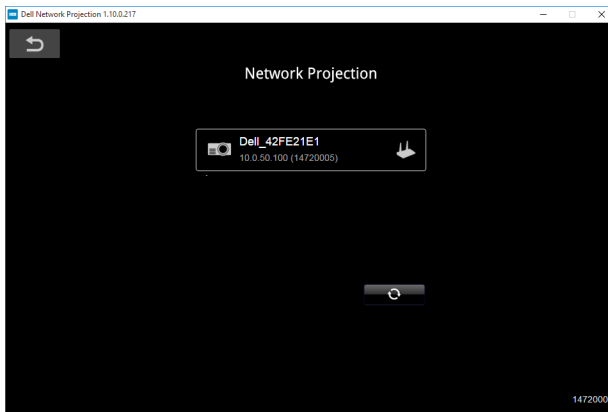 Dell Network Projection 1.10.0.217
Network Projection
Dell_42FE21E1
10.0.50.100 (14720005)
1472000